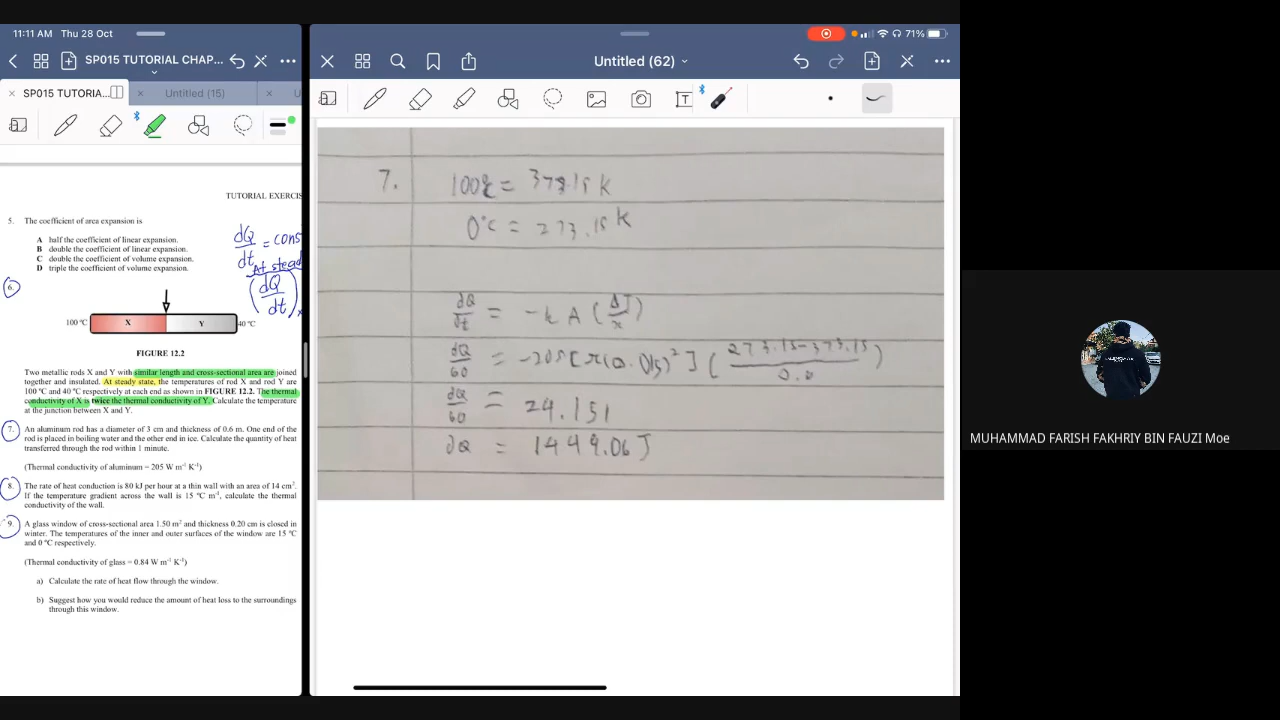 11:11 AM Thu 28 Oct
71%
SP015 TUTORIAL CHAP...
Untitled (62)
SP015 TUTORIA...
Untitled (15)
U
T
TUTORIAL EXERCIS
5. The coefficient of area expansion is
A half the coefficient of linear expansion.
B double the coefficient of linear expansion.
C double the coefficient of volume expansion.
D triple the coefficient of volume expansion.
dQ/dt = cons
At stead
(dQ/dt)x
6.
100 °C X Y 40 °C
FIGURE 12.2
Two metallic rods X and Y with similar length and cross-sectional area are joined
together and insulated. At steady state, the temperatures of rod X and rod Y are
100 °C and 40 °C respectively at each end as shown in FIGURE 12.2. The thermal
conductivity of X is twice the thermal conductivity of Y. Calculate the temperature
at the junction between X and Y.
7. An aluminum rod has a diameter of 3 cm and thickness of 0.6 m. One end of the
rod is placed in boiling water and the other end in ice. Calculate the quantity of heat
transferred through the rod within 1 minute.
(Thermal conductivity of aluminum = 205 W m⁻¹ K⁻¹)
8. The rate of heat conduction is 80 kJ per hour at a thin wall with an area of 14 cm².
If the temperature gradient across the wall is 15 °C m⁻¹, calculate the thermal
conductivity of the wall.
9. A glass window of cross-sectional area 1.50 m² and thickness 0.20 cm is closed in
winter. The temperatures of the inner and outer surfaces of the window are 15 °C
and 0 °C respectively.
(Thermal conductivity of glass = 0.84 W m⁻¹ K⁻¹)
a) Calculate the rate of heat flow through the window.
b) Suggest how you would reduce the amount of heat loss to the surroundings
through this window.
7. 100°C = 373.15 K
0°C = 273.15 K
dQ/dt = -k A (ΔT/x)
dQ/60 = -205 [π(0.015)²] [(273.15-373.15)/0.6]
dQ/60 = 24.151
dQ = 1449.06 J
MUHAMMAD FARISH FAKHRIY BIN FAUZI Moe